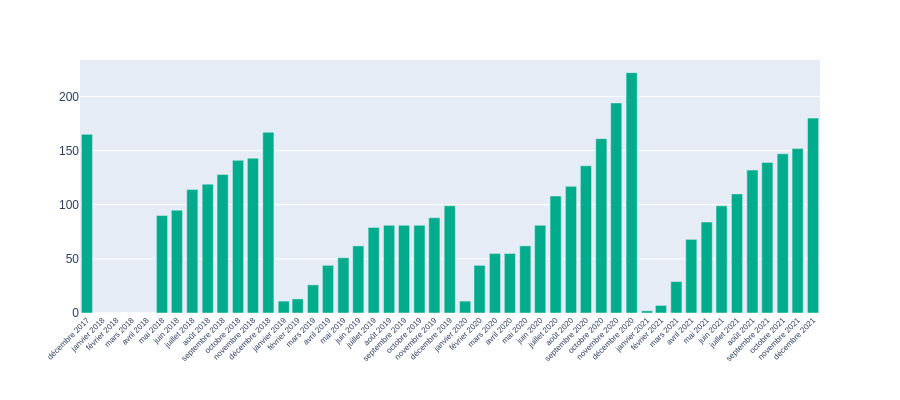 200
150
100
50
0
décembre 2017
janvier 2018
février 2018
mars 2018
avril 2018
mai 2018
juin 2018
juillet 2018
août 2018
septembre 2018
octobre 2018
novembre 2018
décembre 2018
janvier 2019
février 2019
mars 2019
avril 2019
mai 2019
juin 2019
juillet 2019
août 2019
septembre 2019
octobre 2019
novembre 2019
décembre 2019
janvier 2020
février 2020
mars 2020
avril 2020
mai 2020
juin 2020
juillet 2020
août 2020
septembre 2020
octobre 2020
novembre 2020
décembre 2020
janvier 2021
février 2021
mars 2021
avril 2021
mai 2021
juin 2021
juillet 2021
août 2021
septembre 2021
octobre 2021
novembre 2021
décembre 2021